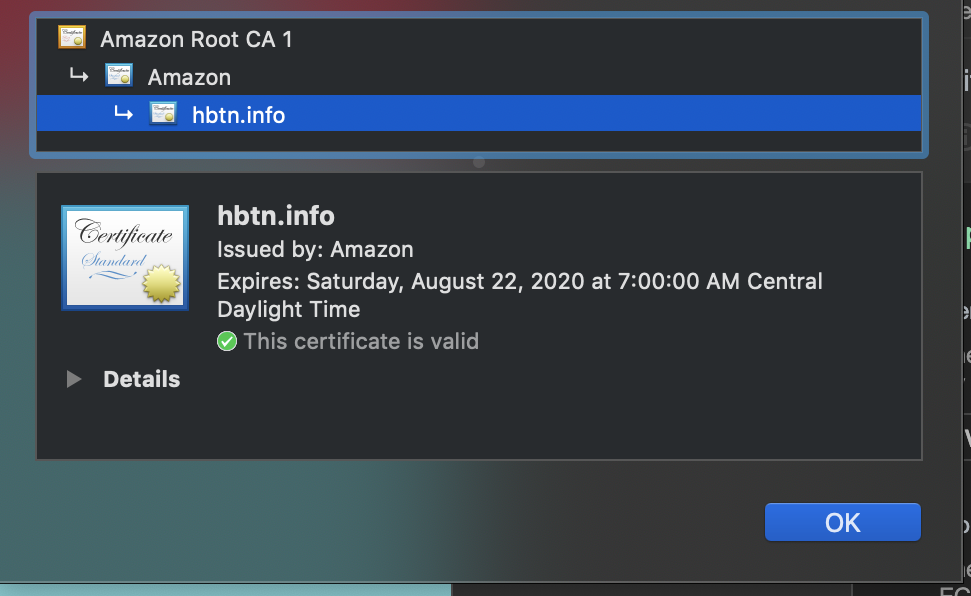 Amazon Root CA 1
Amazon
hbtn.info
hbtn.info
Certificate
Standard
Issued by: Amazon
Expires: Saturday, August 22, 2020 at 7:00:00 AM Central
Daylight Time
This certificate is valid
Details
OK